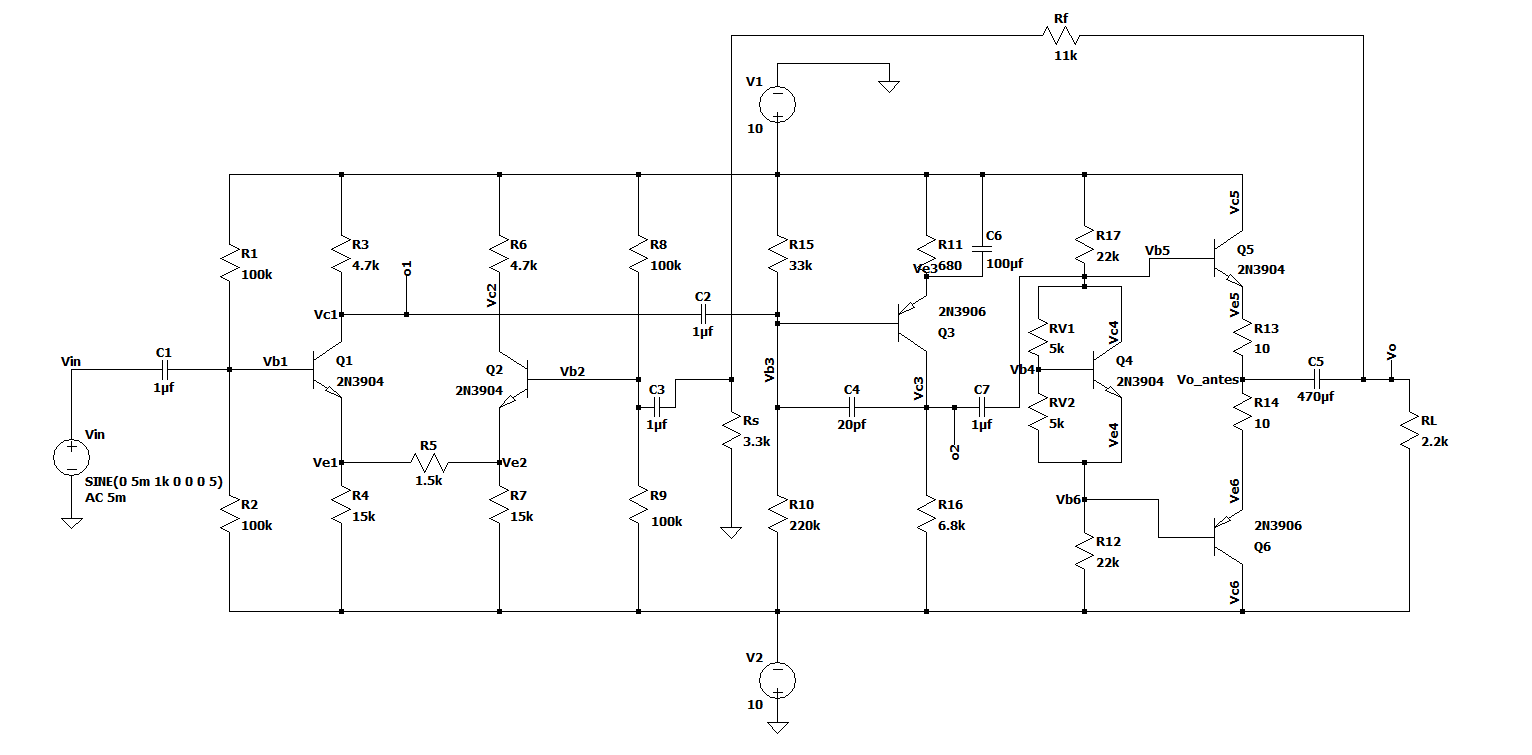 Rf
11k
V1
10
R1
100k
R3
4.7k
o1
R6
4.7k
R8
100k
R15
33k
R11
680
Ve3
C6
100µf
R17
22k
Vb5
Vc5
Q5
2N3904
Vc1
Vc2
C2
1µf
2N3906
Q3
RV1
5k
Vc4
Ve5
R13
10
Vin
C1
1µf
Vb1
Q1
2N3904
Q2
2N3904
Vb2
Vb3
Vb4
Q4
2N3904
Vo_antes
C5
470µf
Vo
C3
1µf
Rs
3.3k
C4
20pf
Vc3
C7
1µf
RV2
5k
R14
10
RL
2.2k
Vin
SINE(0 5m 1k 0 0 0 5)
AC 5m
Ve1
R5
1.5k
Ve2
o2
Ve4
R2
100k
R4
15k
R7
15k
R9
100k
R10
220k
R16
6.8k
Vb6
R12
22k
Ve6
2N3906
Q6
Vc6
V2
10